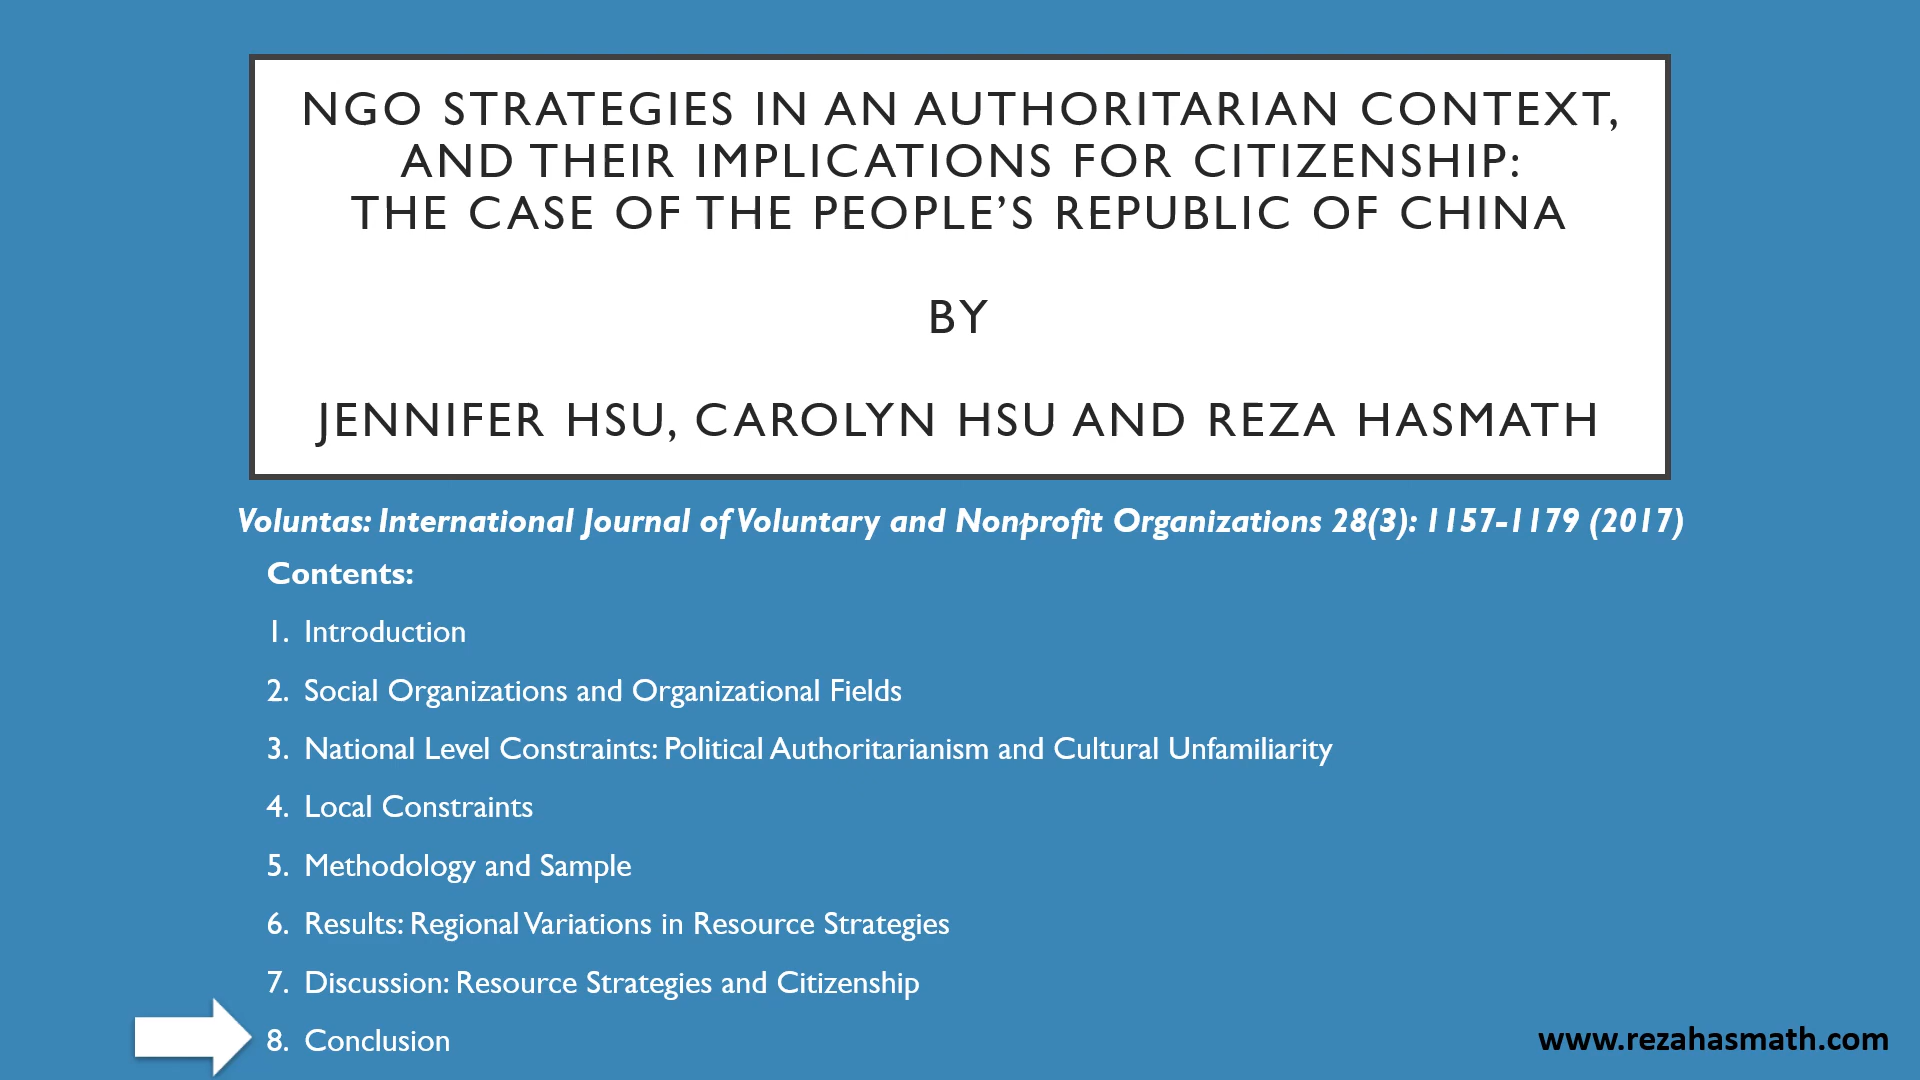 NGO STRATEGIES IN AN AUTHORITARIAN CONTEXT,
AND THEIR IMPLICATIONS FOR CITIZENSHIP:
THE CASE OF THE PEOPLE’S REPUBLIC OF CHINA
BY
JENNIFER HSU, CAROLYN HSU AND REZA HASMATH
Voluntas: International Journal of Voluntary and Nonprofit Organizations 28(3): 1157-1179 (2017)
Contents:
1. Introduction
2. Social Organizations and Organizational Fields
3. National Level Constraints: Political Authoritarianism and Cultural Unfamiliarity
4. Local Constraints
5. Methodology and Sample
6. Results: Regional Variations in Resource Strategies
7. Discussion: Resource Strategies and Citizenship
8. Conclusion
www.rezahasmath.com